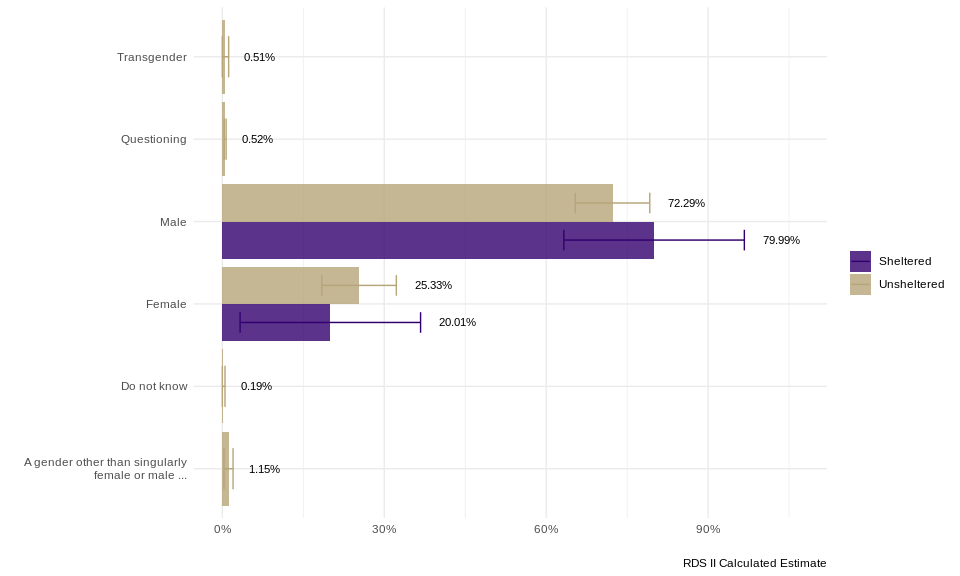 Transgender
0.51%
Questioning
0.52%
Male
72.29%
79.99%
Female
25.33%
20.01%
Do not know
0.19%
A gender other than singularly
female or male ...
1.15%
0%
30%
60%
90%
RDS II Calculated Estimate
Sheltered
Unsheltered